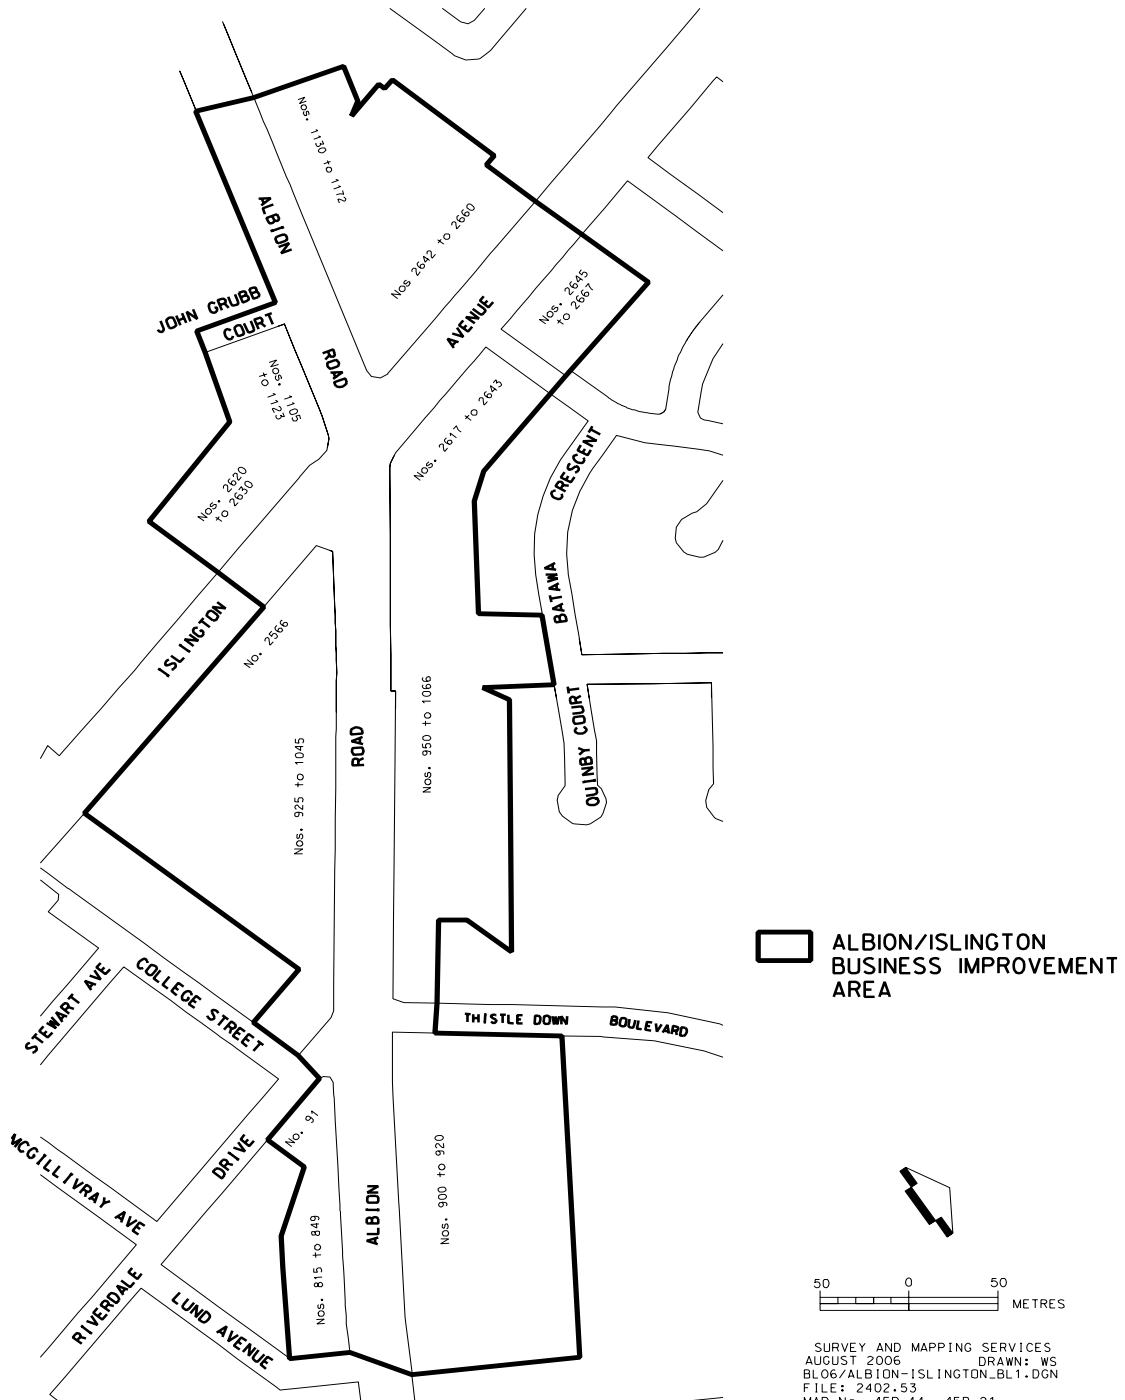 Nos. 1130 to 1172
ALBION
Nos 2642 to 2660
Nos. 2645
to 2667
JOHN GRUBB
COURT
ROAD
AVENUE
Nos. 1105
to 1123
Nos. 2617 to 2643
CRESCENT
Nos. 2620
to 2630
BATAWA
ISLINGTON
No. 2566
Nos. 950 to 1066
QUINBY COURT
ROAD
Nos. 925 to 1045
ALBION/ISLINGTON
BUSINESS IMPROVEMENT
AREA
COLLEGE STREET
STEWART AVE
THISTLE DOWN BOULEVARD
No. 91
DRIVE
MCGILLIVRAY AVE
Nos. 900 to 920
ALBION
Nos. 815 to 849
RIVERDALE
LUND AVENUE
50 0 50
METRES
SURVEY AND MAPPING SERVICES
AUGUST 2006 DRAWN: WS
BL06/ALBION-ISLINGTON_BL1.DGN
FILE: 2402.53